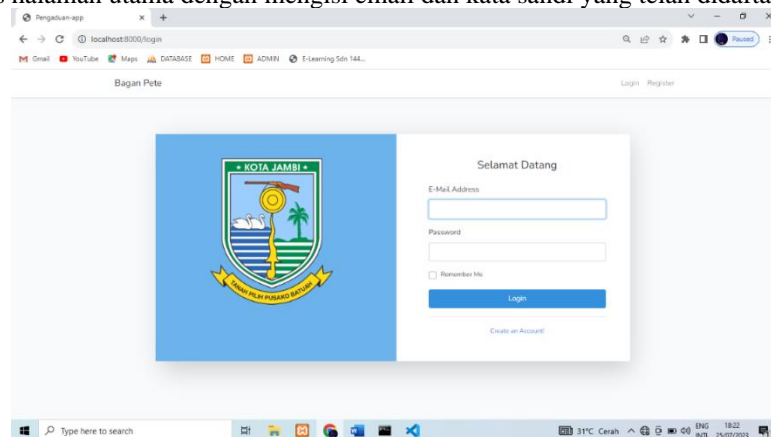 halaman utama dengan mengisi email dan kata sandi yang telah
Pengaduan-app
localhost:8000/login
Paused
Gmail YouTube Maps DATABASE HOME ADMIN E-Learning Sdn 144...
Bagan Pete
Login Register
KOTA JAMBI
TANAH PILIH PUSAKO BATUAH
Selamat Datang
E-Mail Address
Password
Remember Me
Login
Create an Account!
Type here to search
31°C Cerah
ENG
INTL
18:22
25/07/2023